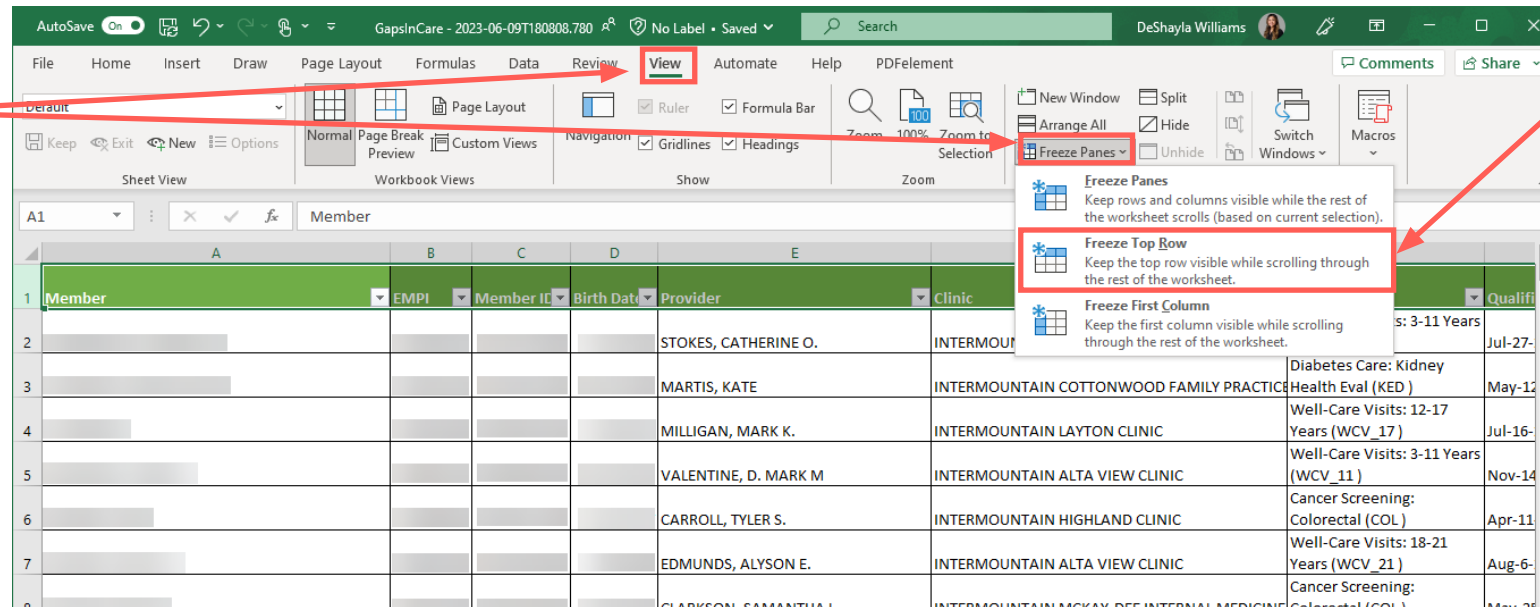 AutoSave On GapsInCare - 2023-06-09T180808.780 No Label • Saved Search DeShayla Williams
File Home Insert Draw Page Layout Formulas Data Review View Automate Help PDFelement Comments Share
Default
Keep Exit New Options
Sheet View
Normal Page Break Preview
Page Layout
Custom Views
Workbook Views
Navigation
Ruler Formula Bar
Gridlines Headings
Show
Zoom 100% Zoom to Selection
Zoom
New Window Split
Arrange All Hide
Freeze Panes Unhide
Switch Windows
Macros
Freeze Panes
Keep rows and columns visible while the rest of
the worksheet scrolls (based on current selection).
Freeze Top Row
Keep the top row visible while scrolling through
the rest of the worksheet.
Freeze First Column
Keep the first column visible while scrolling
through the rest of the worksheet.
A1 fx Member
A B C D E
1 Member EMPI Member ID Birth Date Provider Clinic Qualifi
2 STOKES, CATHERINE O. INTERMOUN s: 3-11 Years Jul-27-
3 MARTIS, KATE INTERMOUNTAIN COTTONWOOD FAMILY PRACTICE Diabetes Care: Kidney Health Eval (KED ) May-12
4 MILLIGAN, MARK K. INTERMOUNTAIN LAYTON CLINIC Well-Care Visits: 12-17 Years (WCV_17 ) Jul-16-
5 VALENTINE, D. MARK M INTERMOUNTAIN ALTA VIEW CLINIC Well-Care Visits: 3-11 Years (WCV_11 ) Nov-14
6 CARROLL, TYLER S. INTERMOUNTAIN HIGHLAND CLINIC Cancer Screening: Colorectal (COL ) Apr-11
7 EDMUNDS, ALYSON E. INTERMOUNTAIN ALTA VIEW CLINIC Well-Care Visits: 18-21 Years (WCV_21 ) Aug-6-
CLARKSON, SAMANTHA INTERMOUNTAIN MCKAY-DEE INTERNAL MEDICINE Cancer Screening: Colorectal (COL )